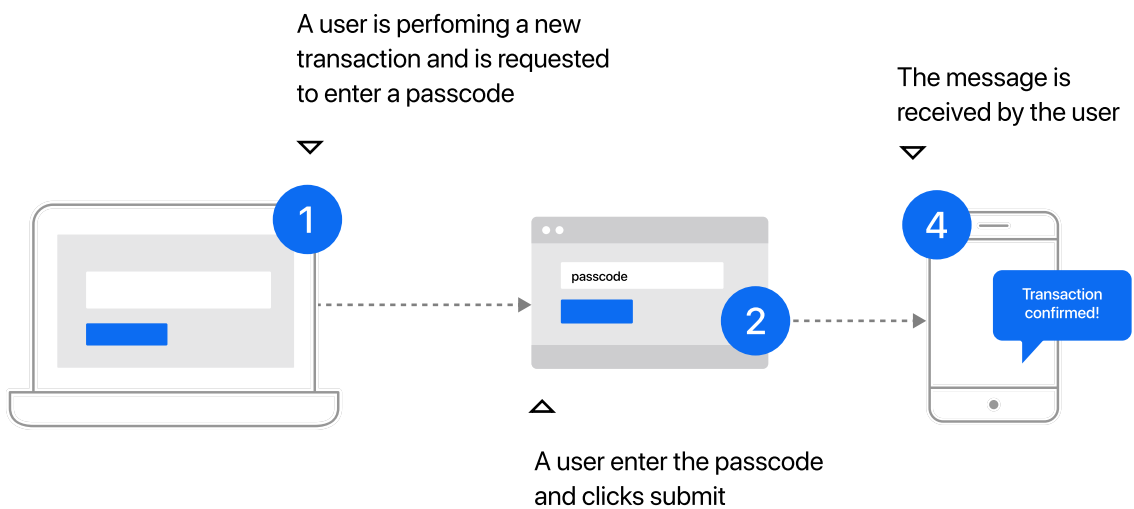 A user is perfoming a new
transaction and is requested
to enter a passcode
The message is
received by the user
1
4
passcode
2
Transaction
confirmed!
A user enter the passcode
and clicks submit